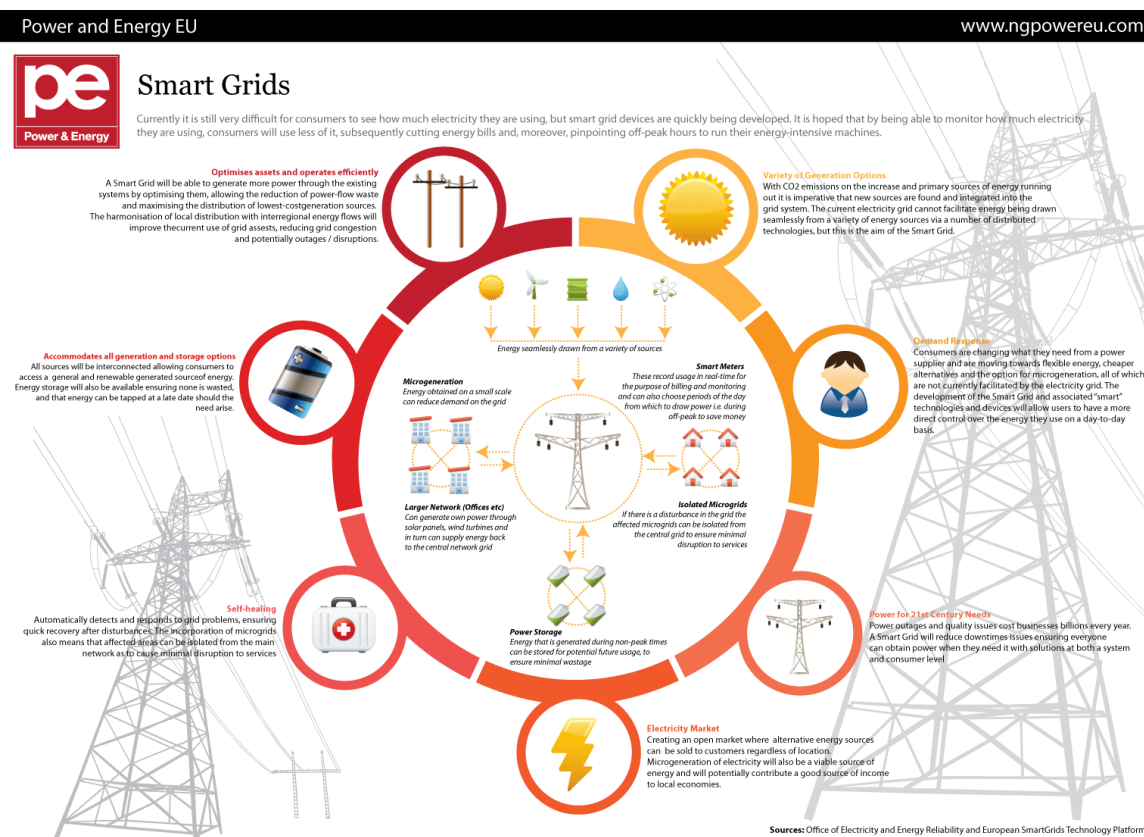 Power and Energy EU
www.ngpowereu.com
pe
Power & Energy
Smart Grids
Currently it is still very difficult for consumers to see how much electricity they are using, but smart grid devices are quickly being developed. It is hoped that by being able to monitor how much electricity
they are using, consumers will use less of it, subsequently cutting energy bills and, moreover, pinpointing off-peak hours to run their energy-intensive machines.
Optimises assets and operates efficiently
A Smart Grid will be able to generate more power through the existing
systems by optimising them, allowing the reduction of power-flow waste
and maximising the distribution of lowest-costgeneration sources.
The harmonisation of local distribution with interregional energy flows will
improve thecurrent use of grid assests, reducing grid congestion
and potentially outages / disruptions.
Variety of Generation Options
With CO2 emissions on the increase and primary sources of energy running
out it is imperative that new sources are found and integrated into the
grid system. The current electricity grid cannot facilitate energy being drawn
seamlessly from a variety of energy sources via a number of distributed
technologies, but this is the aim of the Smart Grid.
Accommodates all generation and storage options
All sources will be interconnected allowing consumers to
access a general and renewable generated sourceof energy.
Energy storage will also be available ensuring none is wasted,
and that energy can be tapped at a late date should the
need arise.
Demand Response
Consumers are changing what they need from a power
supplier and are moving towards flexible energy, cheaper
alternatives and the option for microgeneration, all of which
are not currently facilitated by the electricity grid. The
development of the Smart Grid and associated “smart”
technologies and devices will allow users to have a more
direct control over the energy they use on a day-to-day
basis.
Energy seamlessly drawn from a variety of sources
Microgeneration
Energy obtained on a small scale
can reduce demand on the grid
Smart Meters
These record usage in real-time for
the purpose of billing and monitoring
and can also choose periods of the day
from which to draw power i.e. during
off-peak to save money
Larger Network (Offices etc)
Can generate own power through
solar panels, wind turbines and
in turn can supply energy back
to the central network grid
Isolated Microgrids
If there is a disturbance in the grid the
affected microgrids can be isolated from
the central grid to ensure minimal
disruption to services
Power Storage
Energy that is generated during non-peak times
can be stored for potential future usage, to
ensure minimal wastage
Self-healing
Automatically detects and responds to grid problems, ensuring
quick recovery after disturbances. The incorporation of microgrids
also means that affected areas can be isolated from the main
network as to cause minimal disruption to services
Power for 21st Century Needs
Power outages and quality issues cost businesses billions every year.
A Smart Grid will reduce downtimes issues ensuring everyone
can obtain power when they need it with solutions at both a system
and consumer level
Electricity Market
Creating an open market where alternative energy sources
can be sold to customers regardless of location.
Microgeneration of electricity will also be a viable source of
energy and will potentially contribute a good source of income
to local economies.
Sources: Office of Electricity and Energy Reliability and European SmartGrids Technology Platform